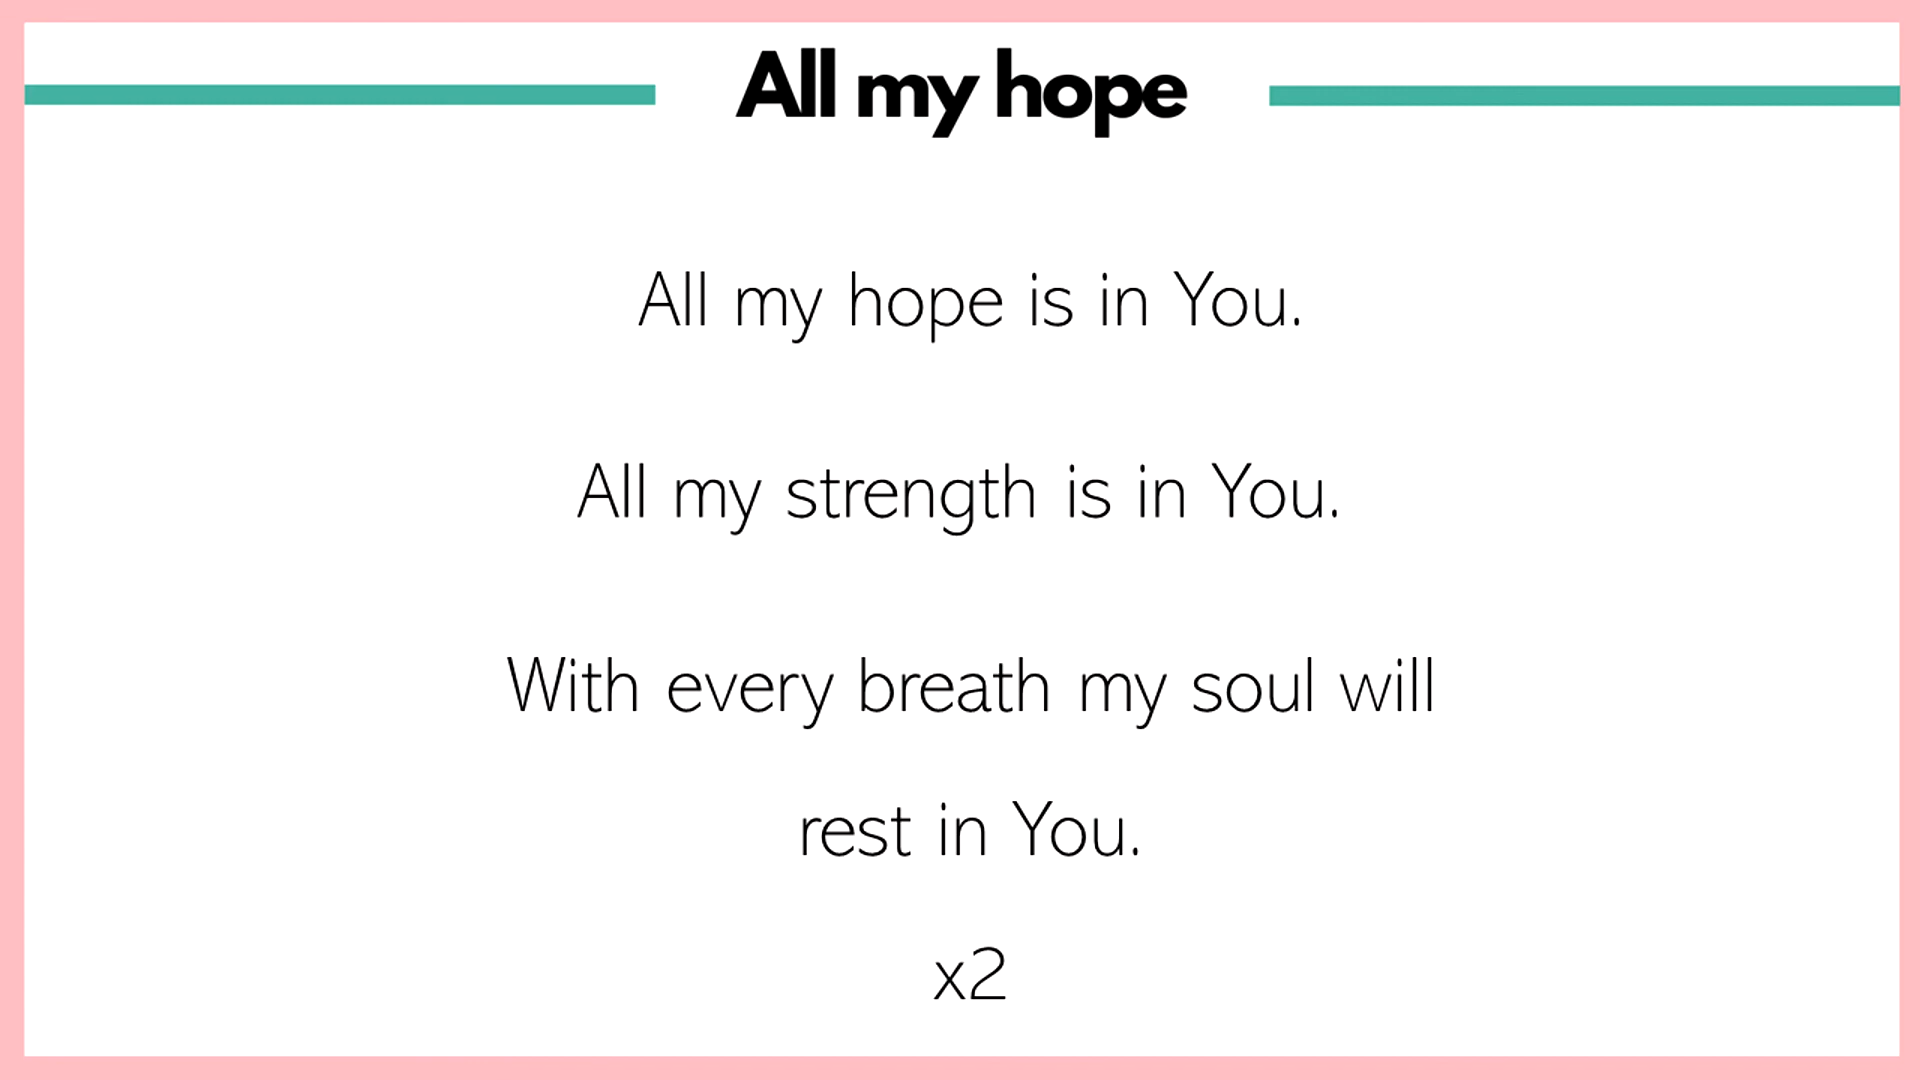 All my hope
All my hope is in You.
All my strength is in You.
With every breath my soul will
rest in You.
x2